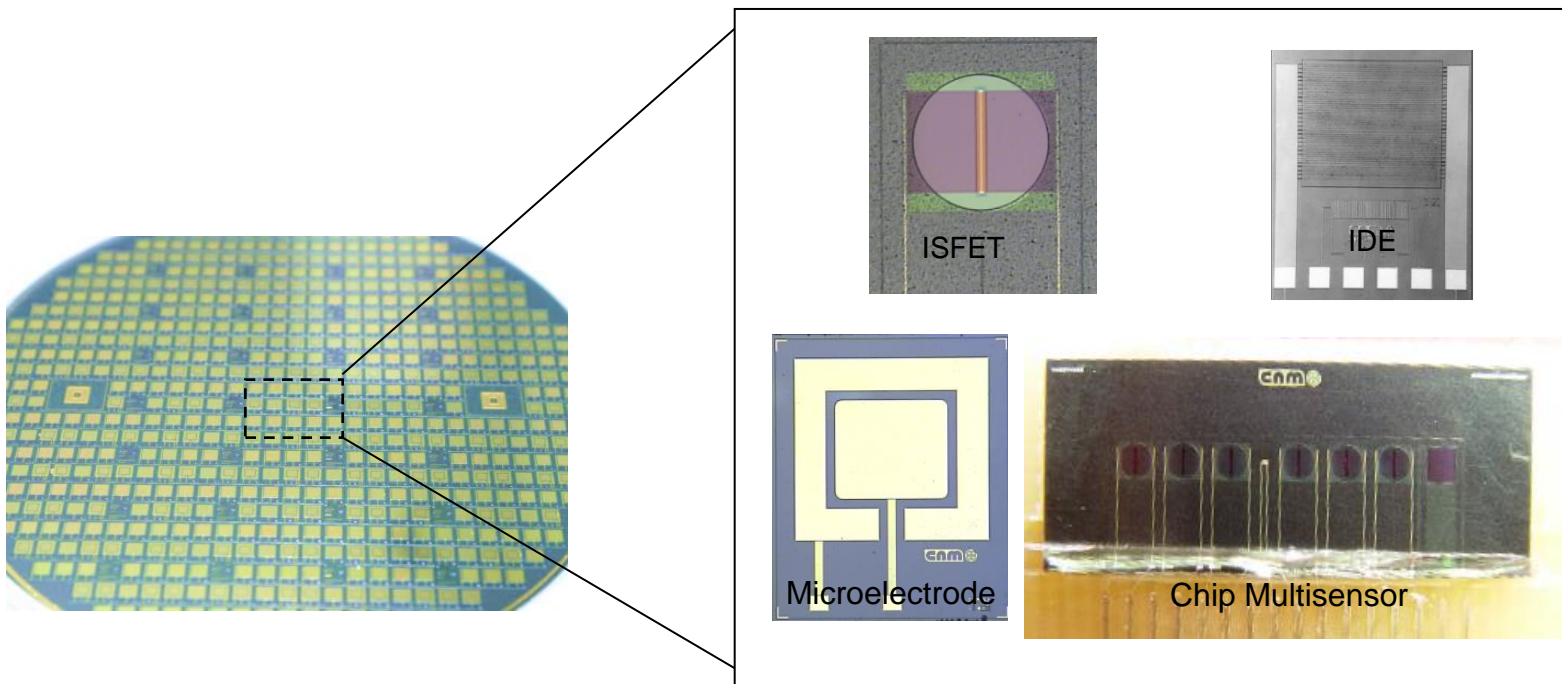 ISFET
IDE
Microelectrode
cnm
Chip Multisensor
cnm